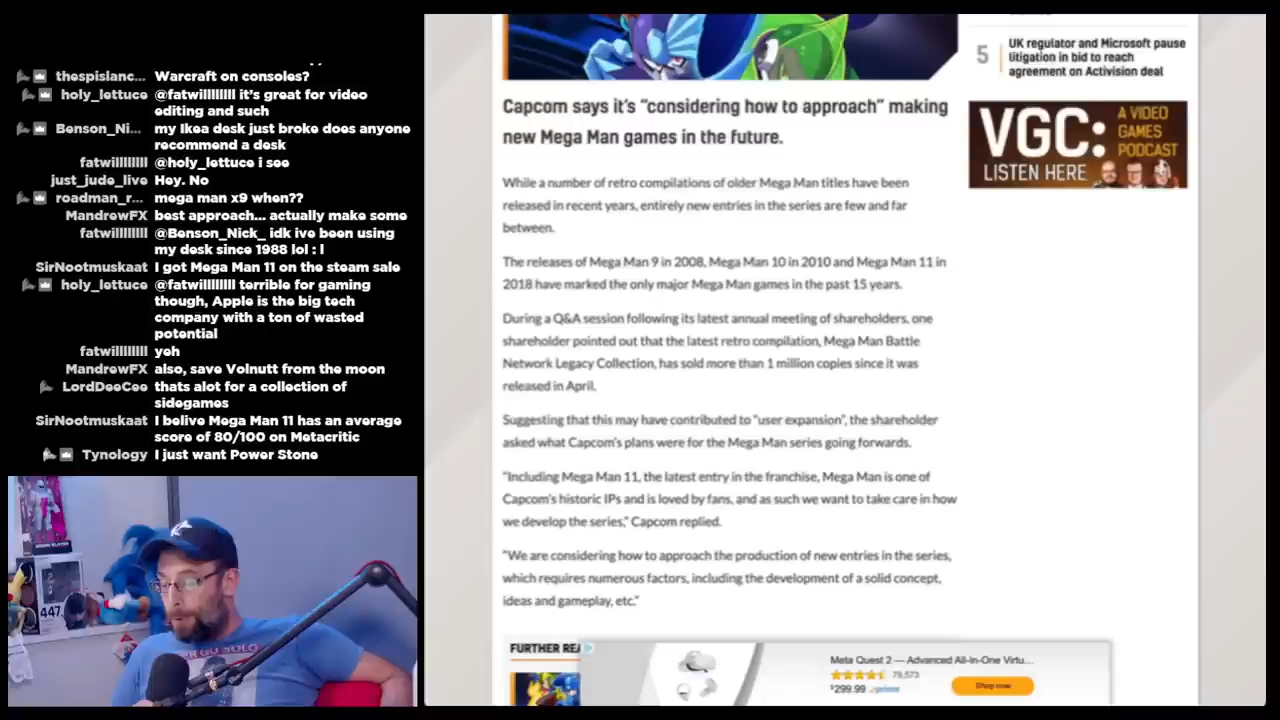 thespislanc... Warcraft on consoles?
holy_lettuce @fatwillllllllll it's great for video
editing and such
Benson_Ni... my Ikea desk just broke does anyone
recommend a desk
fatwillllllllll @holy_lettuce i see
just_jude_live Hey. No
roadman_r... mega man x9 when??
MandrewFX best approach... actually make some
fatwillllllllll @Benson_Nick_ idk ive been using
my desk since 1988 lol : l
SirNootmuskaat I got Mega Man 11 on the steam sale
holy_lettuce @fatwillllllllll terrible for gaming
though, Apple is the big tech
company with a ton of wasted
potential
fatwillllllllll yeh
MandrewFX also, save Volnutt from the moon
LordDeeCee thats alot for a collection of
sidegames
SirNootmuskaat I belive Mega Man 11 has an average
score of 80/100 on Metacritic
Tynology I just want Power Stone
447
GO SOLO
Capcom says it's "considering how to approach" making
new Mega Man games in the future.
While a number of retro compilations of older Mega Man titles have been
released in recent years, entirely new entries in the series are few and far
between.
The releases of Mega Man 9 in 2008, Mega Man 10 in 2010 and Mega Man 11 in
2018 have marked the only major Mega Man games in the past 15 years.
During a Q&A session following its latest annual meeting of shareholders, one
shareholder pointed out that the latest retro compilation, Mega Man Battle
Network Legacy Collection, has sold more than 1 million copies since it was
released in April.
Suggesting that this may have contributed to "user expansion", the shareholder
asked what Capcom's plans were for the Mega Man series going forwards.
"Including Mega Man 11, the latest entry in the franchise, Mega Man is one of
Capcom's historic IPs and is loved by fans, and as such we want to take care in how
we develop the series," Capcom replied.
"We are considering how to approach the production of new entries in the series,
which requires numerous factors, including the development of a solid concept,
ideas and gameplay, etc."
FURTHER REA
Meta Quest 2 — Advanced All-In-One Virtu...
79,573
$299.99 prime
Shop now
5 UK regulator and Microsoft pause
litigation in bid to reach
agreement on Activision deal
VGC: A VIDEO
GAMES
PODCAST
LISTEN HERE